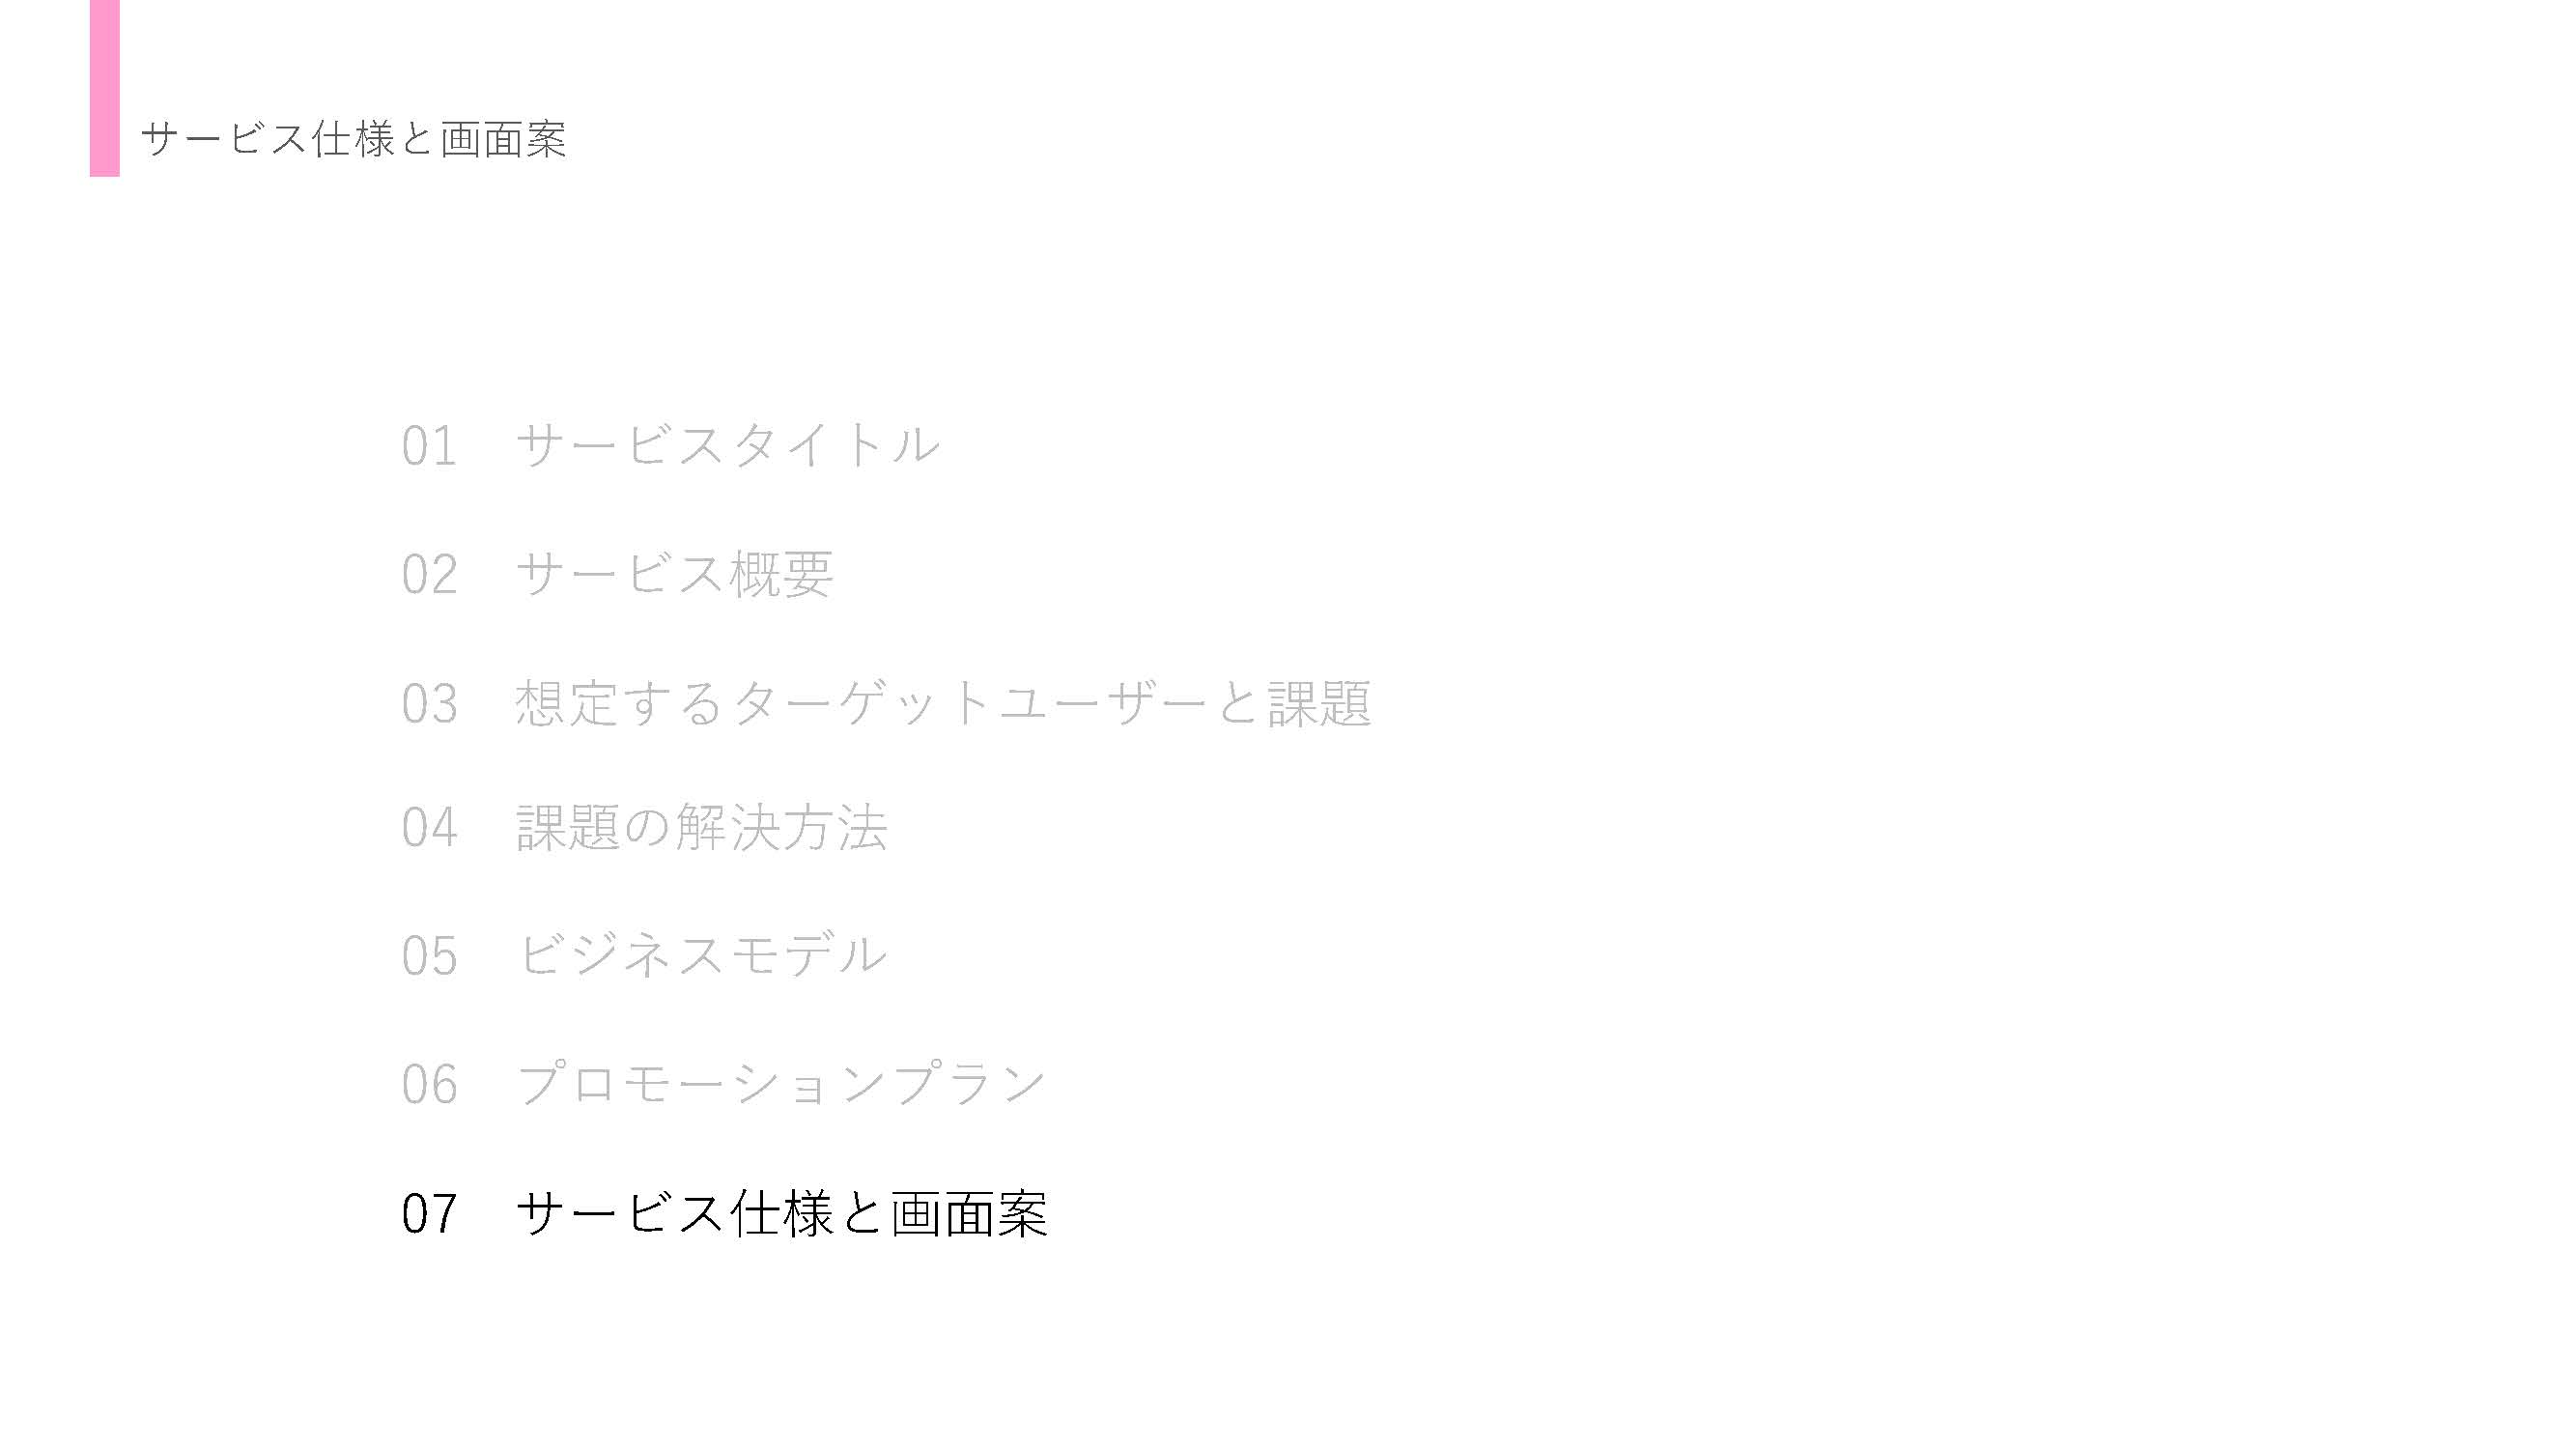 サービス仕様と画面案
01　サービスタイトル
02　サービス概要
03　想定するターゲットユーザーと課題
04　課題の解決方法
05　ビジネスモデル
06　プロモーションプラン
07　サービス仕様と画面案